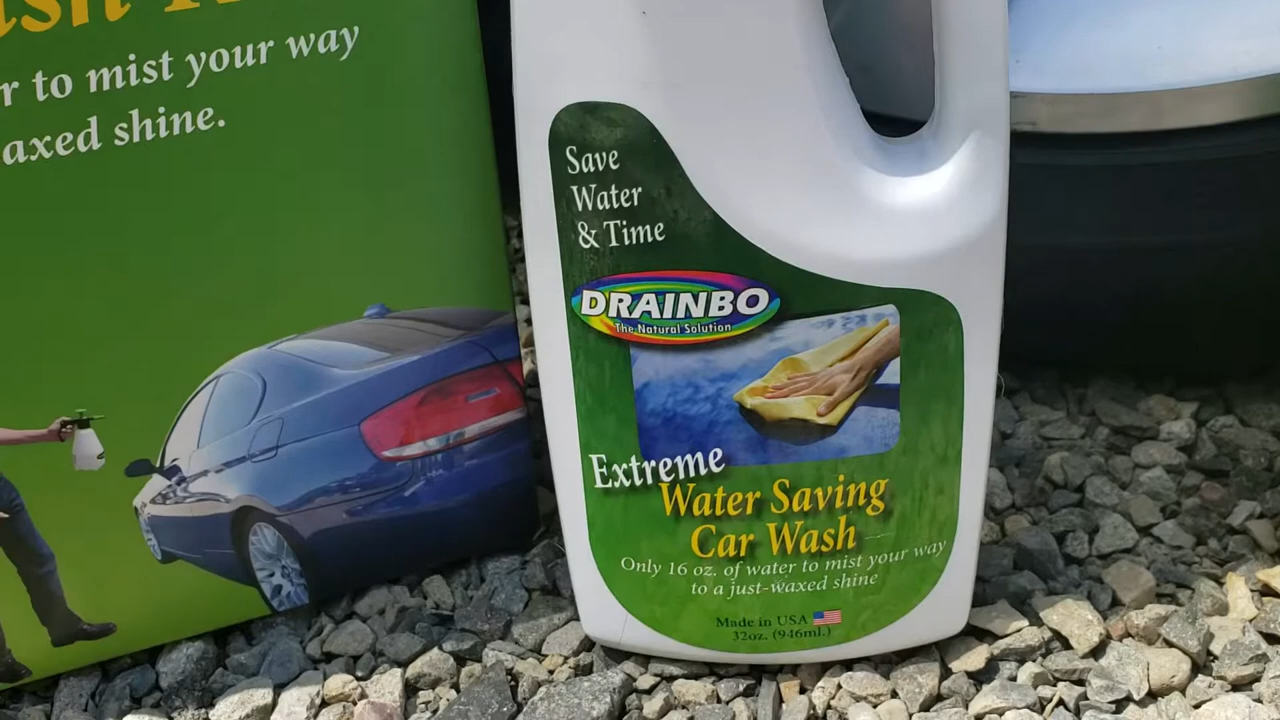 to mist your way
shine.
Save
Water
& Time
DRAINBO
The Natural Solution
Extreme
Water Saving
Car Wash
Only 16 oz. of water to mist your way
to a just-waxed shine
Made in USA
32oz. (946ml.)